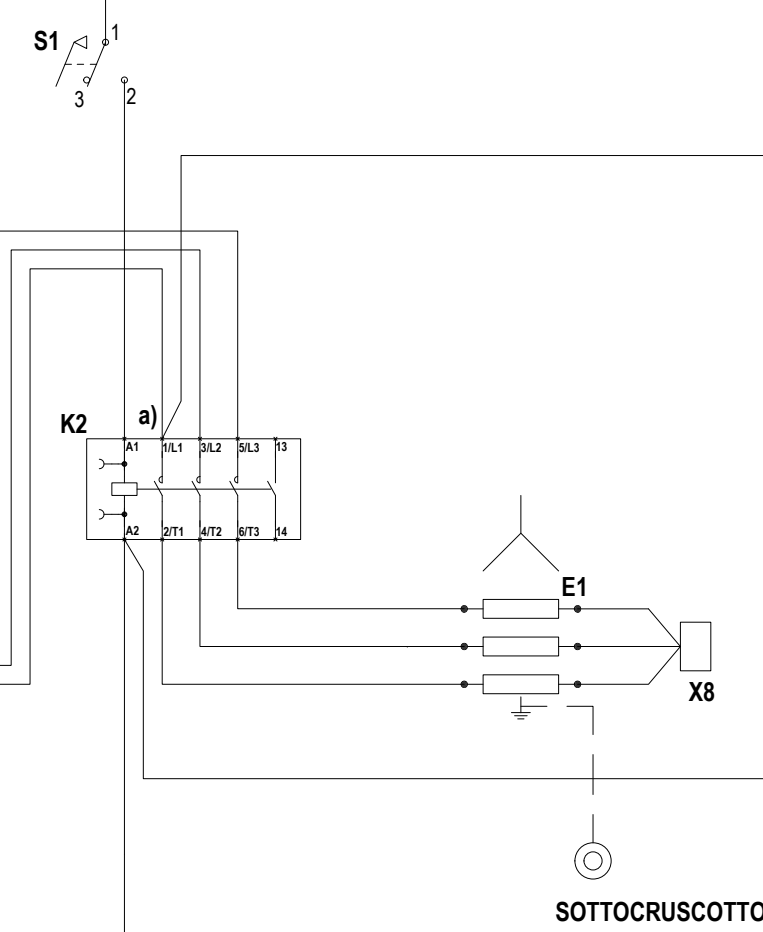 S1
1
3
2
K2
a)
A1
1/L1
3/L2
5/L3
13
A2
2/T1
4/T2
6/T3
14
E1
X8
SOTTOCRUSCOTTO